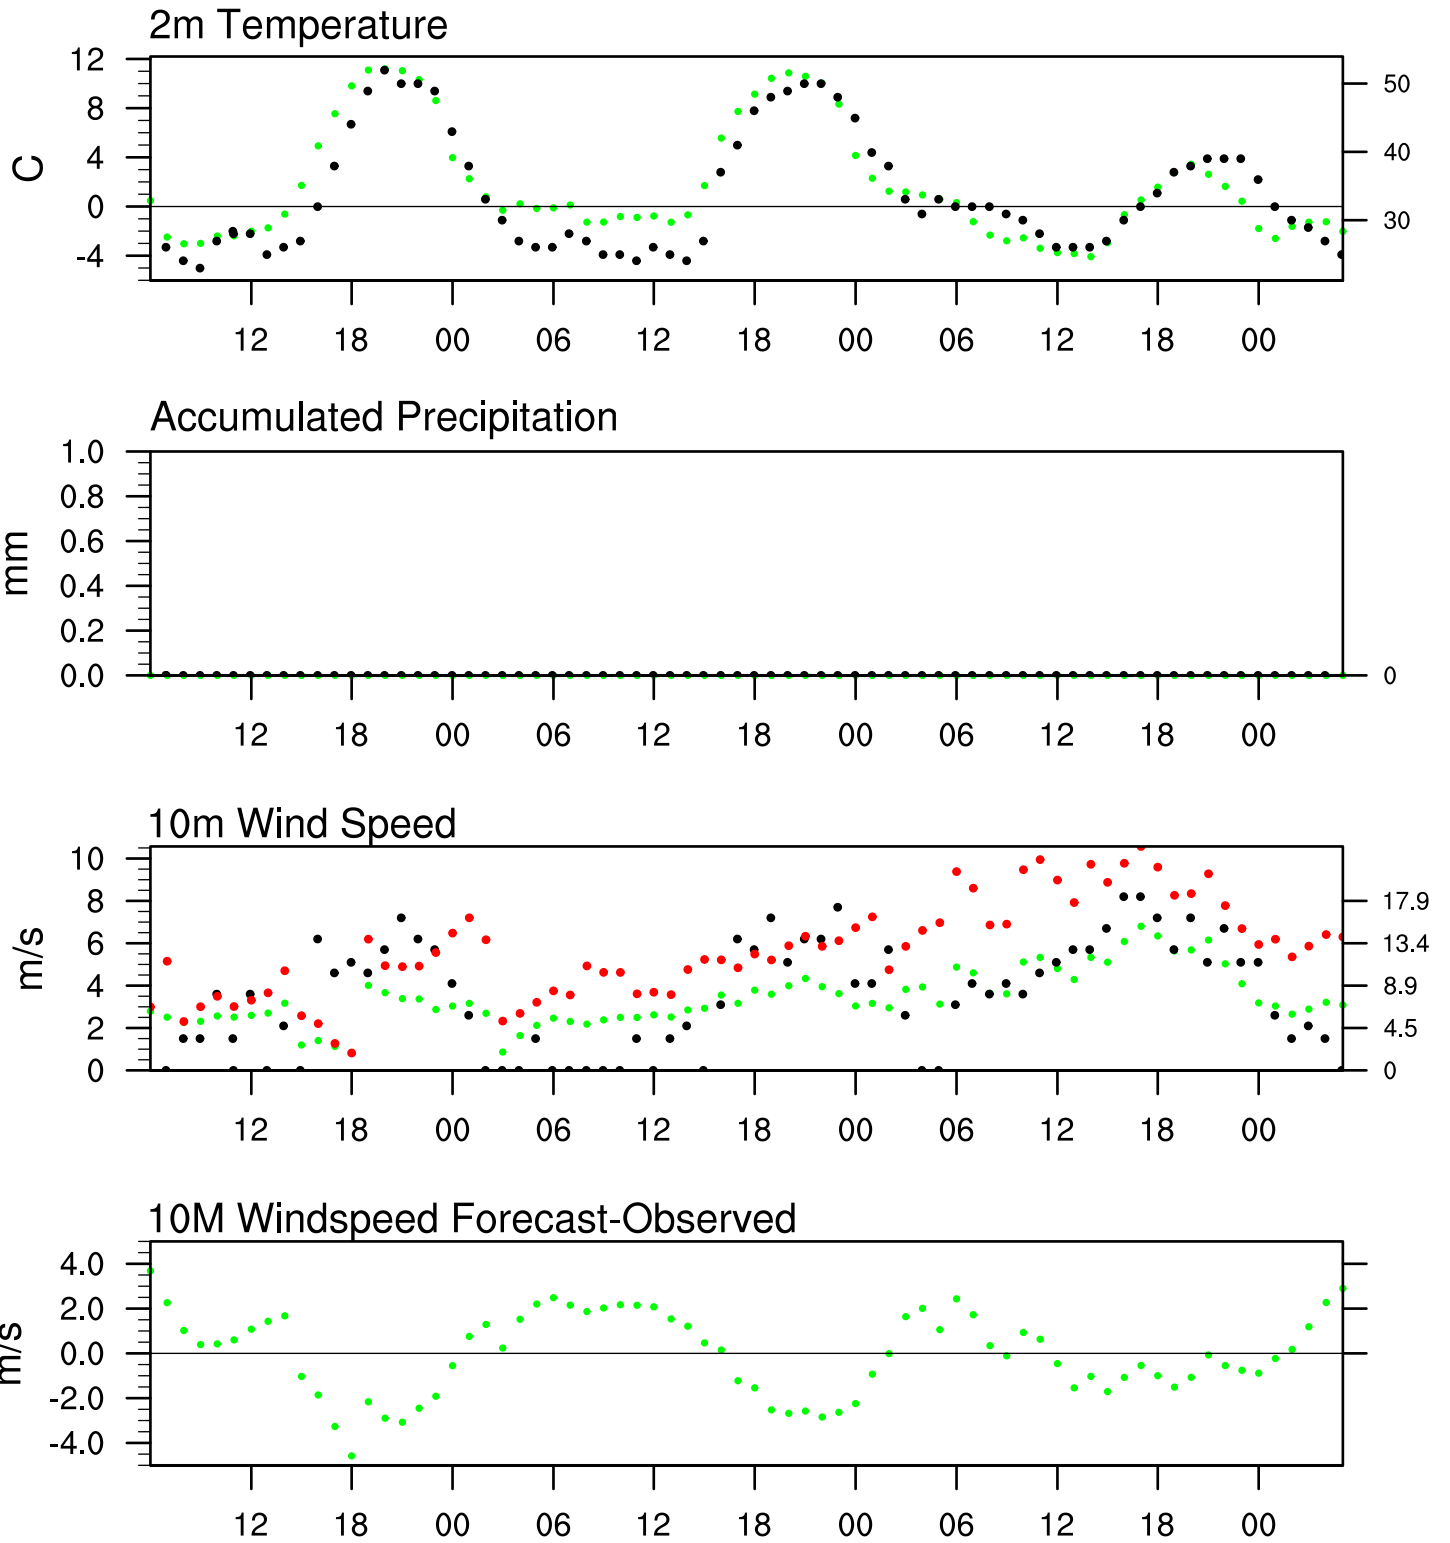 2m Temperature
12
8
4
0
-4
C
50
40
30
12 18 00 06 12 18 00 06 12 18 00
Accumulated Precipitation
1.0
0.8
0.6
0.4
0.2
0.0
mm
0
12 18 00 06 12 18 00 06 12 18 00
10m Wind Speed
10
8
6
4
2
0
m/s
17.9
13.4
8.9
4.5
0
12 18 00 06 12 18 00 06 12 18 00
10M Windspeed Forecast-Observed
4.0
2.0
0.0
-2.0
-4.0
m/s
12 18 00 06 12 18 00 06 12 18 00